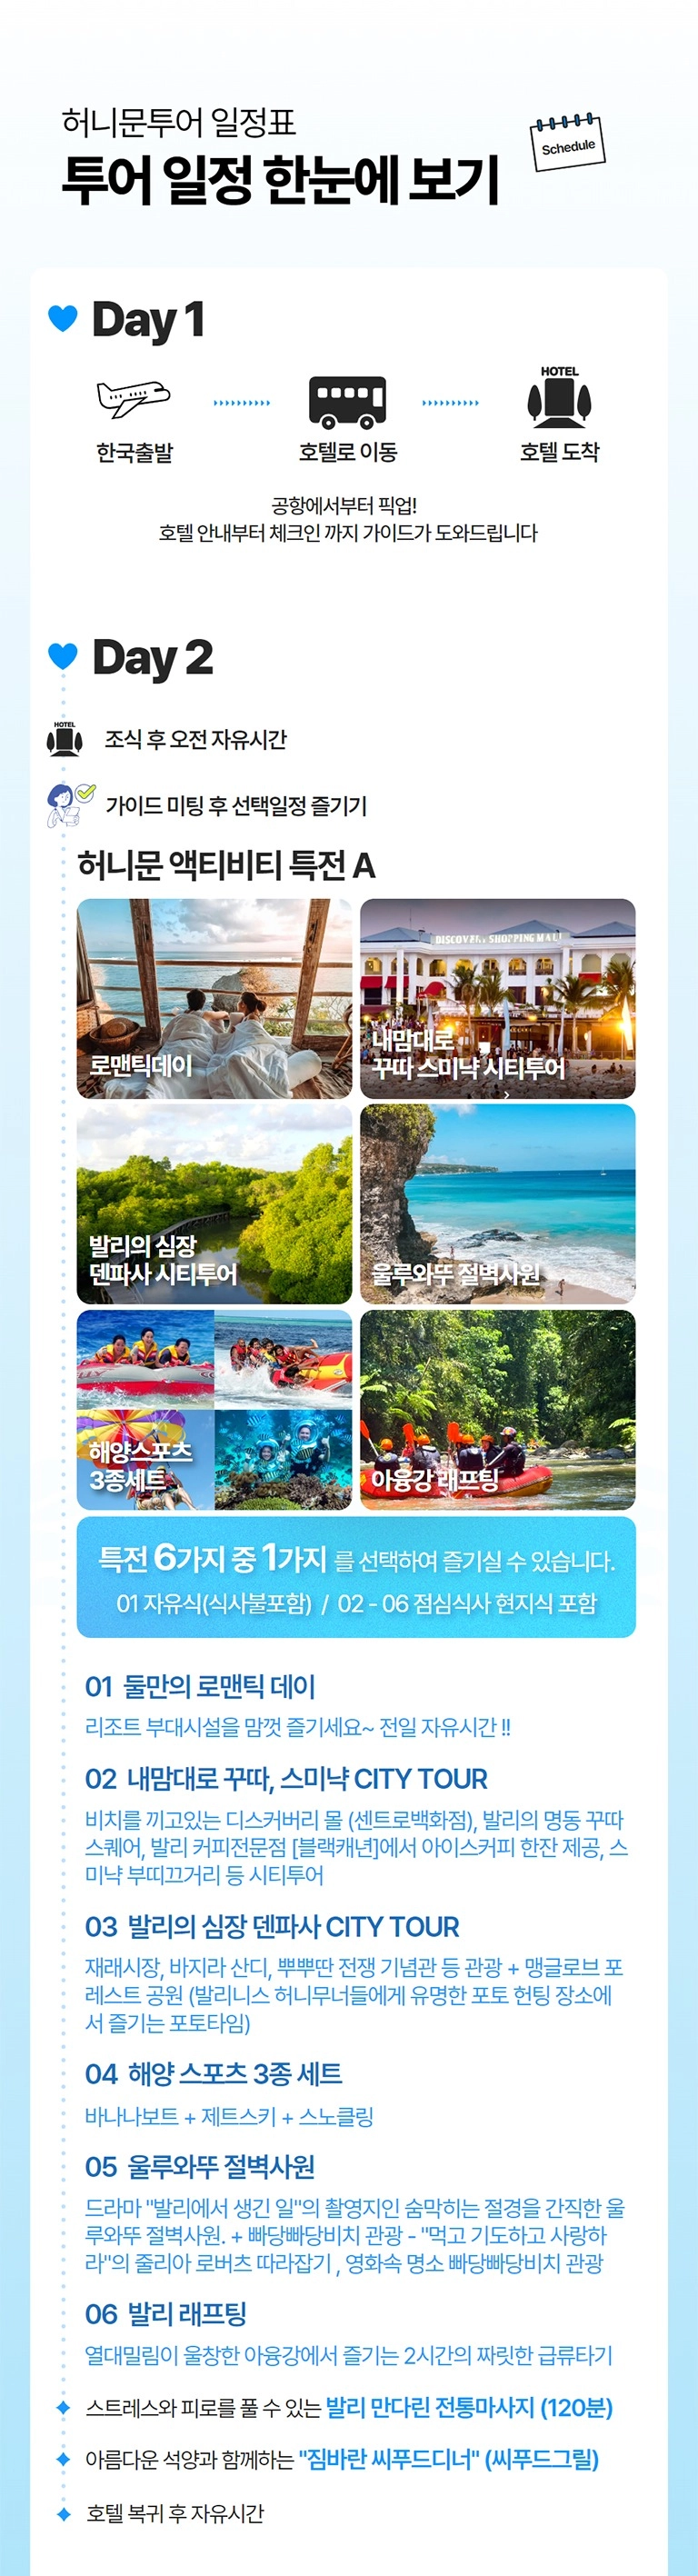 허니문투어 일정표
투어 일정 한눈에 보기
Schedule
Day 1
HOTEL
한국출발
호텔로 이동
호텔 도착
공항에서부터 픽업!
호텔 안내부터 체크인 까지 가이드가 도와드립니다
Day 2
HOTEL
조식 후 오전 자유시간
가이드 미팅 후 선택일정 즐기기
허니문 액티비티 특전 A
로맨틱데이
DISCOVERY SHOPPING MALL
내맘대로
꾸따 스미냑 시티투어
발리의 심장
덴파사 시티투어
울루와뚜 절벽사원
해양스포츠
3종세트
아융강 래프팅
특전 6가지 중 1가지 를 선택하여 즐기실 수 있습니다.
01 자유식(식사불포함) / 02 - 06 점심식사 현지식 포함
01 둘만의 로맨틱 데이
리조트 부대시설을 맘껏 즐기세요~ 전일 자유시간 !!
02 내맘대로 꾸따, 스미냑 CITY TOUR
비치를 끼고있는 디스커버리 몰 (센트로백화점), 발리의 명동 꾸따
스퀘어, 발리 커피전문점 [블랙캐년]에서 아이스커피 한잔 제공, 스
미냑 부띠끄거리 등 시티투어
03 발리의 심장 덴파사 CITY TOUR
재래시장, 바지라 산디, 뿌뿌딴 전쟁 기념관 등 관광 + 맹글로브 포
레스트 공원 (발리니스 허니무너들에게 유명한 포토 헌팅 장소에
서 즐기는 포토타임)
04 해양 스포츠 3종 세트
바나나보트 + 제트스키 + 스노클링
05 울루와뚜 절벽사원
드라마 "발리에서 생긴 일"의 촬영지인 숨막히는 절경을 간직한 울
루와뚜 절벽사원. + 빠당빠당비치 관광 - "먹고 기도하고 사랑하
라"의 줄리아 로버츠 따라잡기 , 영화속 명소 빠당빠당비치 관광
06 발리 래프팅
열대밀림이 울창한 아융강에서 즐기는 2시간의 짜릿한 급류타기
스트레스와 피로를 풀 수 있는 발리 만다린 전통마사지 (120분)
아름다운 석양과 함께하는 "짐바란 씨푸드디너" (씨푸드그릴)
호텔 복귀 후 자유시간